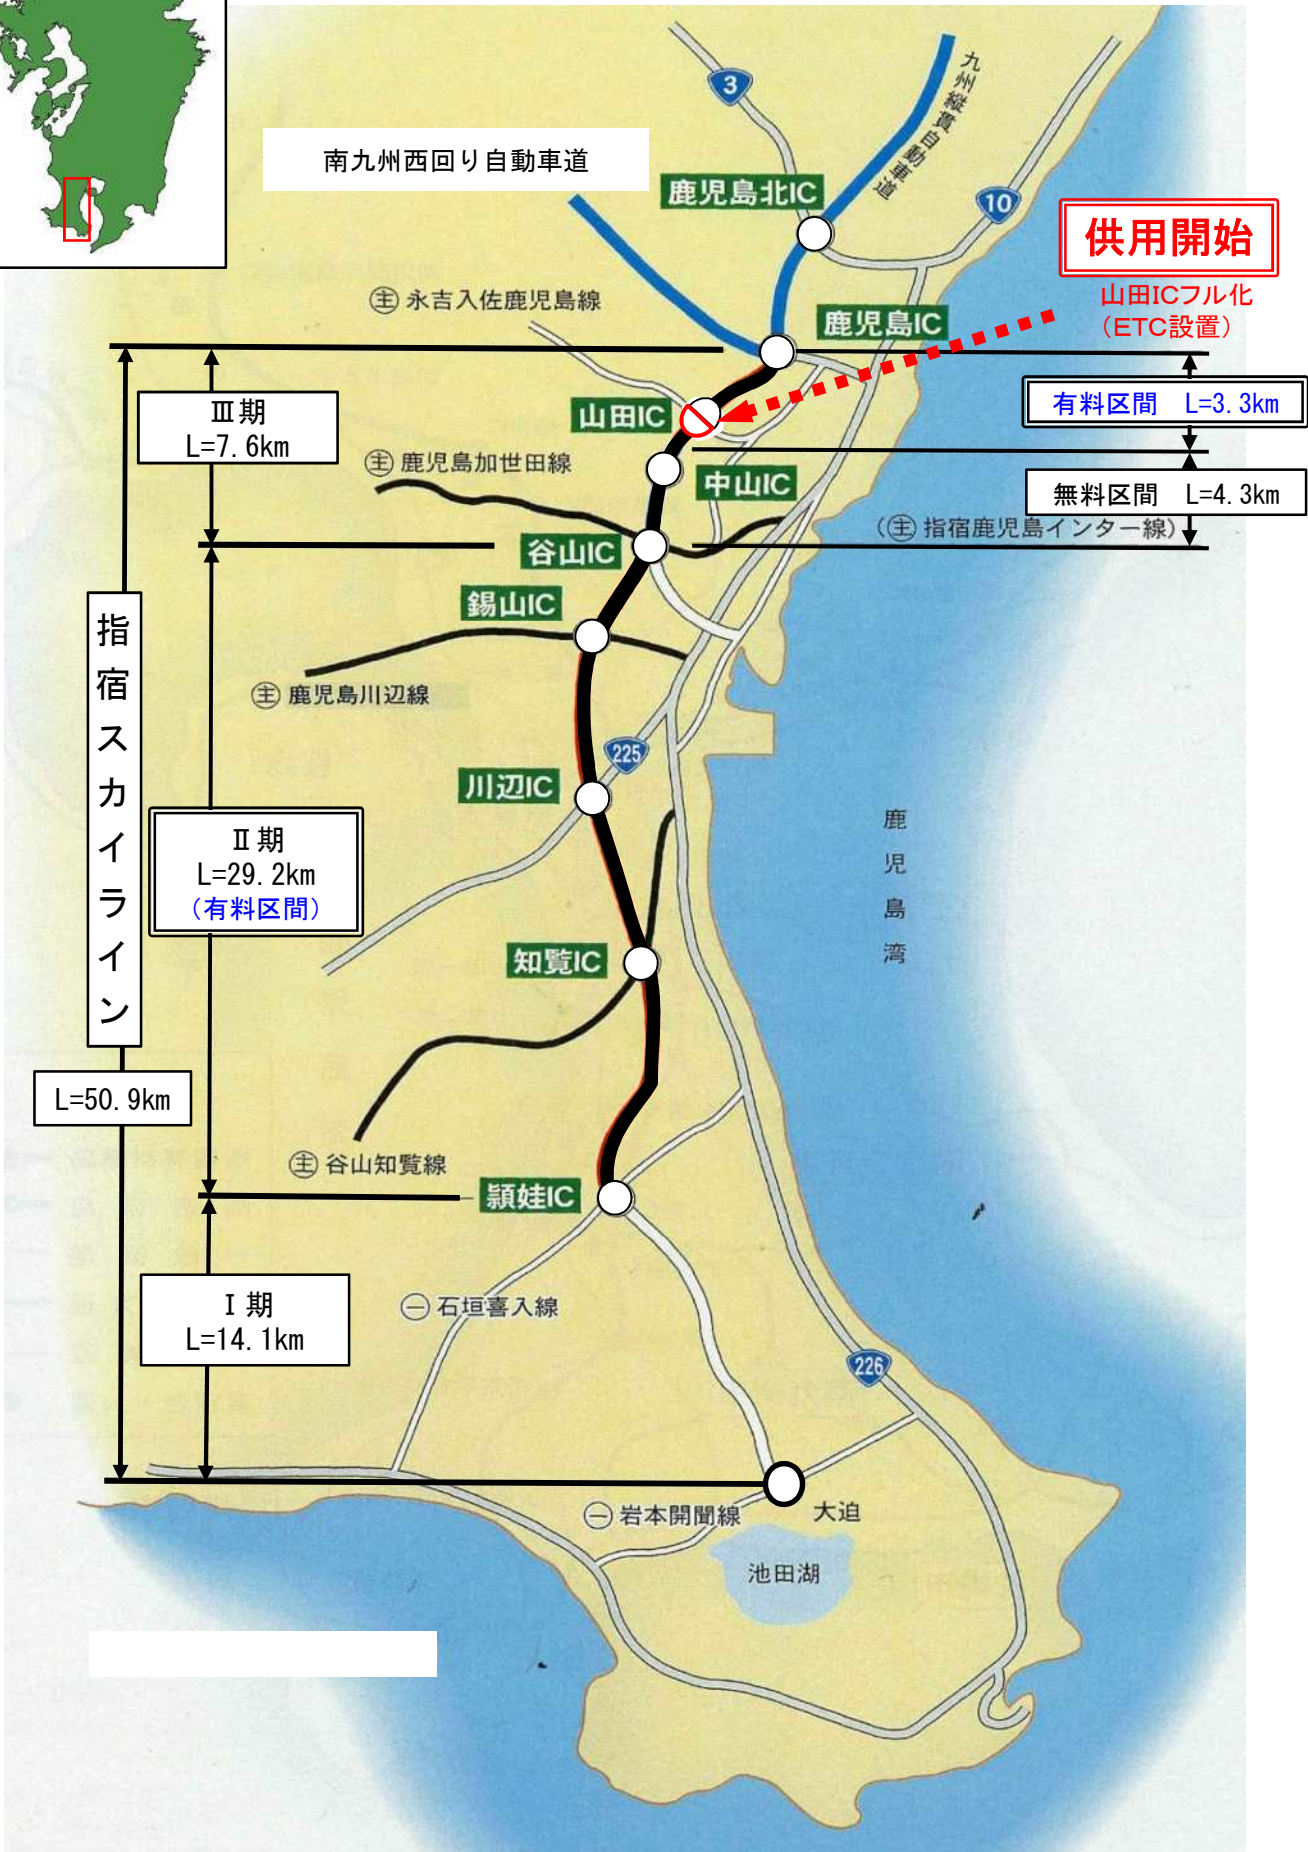 南九州西回り自動車道
3
九州縦貫自動車道
鹿児島北IC
10
供用開始
山田ICフル化
（ETC設置）
㊤永吉入佐鹿児島線
鹿児島IC
Ⅲ期
L=7.6km
山田IC
有料区間 L=3.3km
主 鹿児島加世田線
中山IC
無料区間 L=4.3km
（主 指宿鹿児島インター線）
谷山IC
錫山IC
指宿スカイライン
主 鹿児島川辺線
225
川辺IC
Ⅱ期
L=29.2km
（有料区間）
鹿児島湾
知覧IC
L=50.9km
主 谷山知覧線
頴娃IC
Ⅰ期
L=14.1km
一 石垣喜入線
226
一 岩本開聞線
大迫
池田湖